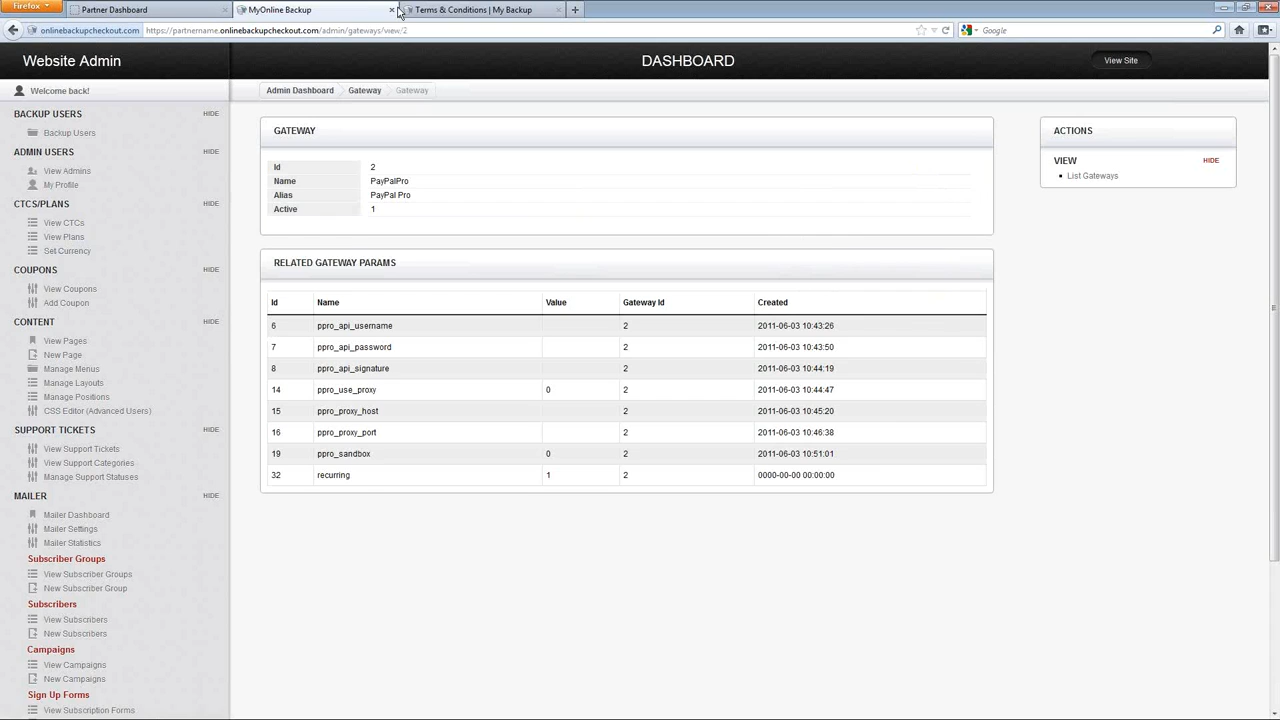 Firefox
Partner Dashboard
MyOnline Backup
Terms & Conditions | My Backup
onlinebackupcheckout.com
https://partnername.onlinebackupcheckout.com/admin/gateways/view/2
Google
Website Admin
DASHBOARD
View Site
Welcome back!
Admin Dashboard
Gateway
Gateway
BACKUP USERS
HIDE
Backup Users
ADMIN USERS
HIDE
View Admins
My Profile
CTCS/PLANS
HIDE
View CTCs
View Plans
Set Currency
COUPONS
HIDE
View Coupons
Add Coupon
CONTENT
HIDE
View Pages
New Page
Manage Menus
Manage Layouts
Manage Positions
CSS Editor (Advanced Users)
SUPPORT TICKETS
HIDE
View Support Tickets
View Support Categories
Manage Support Statuses
MAILER
HIDE
Mailer Dashboard
Mailer Settings
Mailer Statistics
Subscriber Groups
View Subscriber Groups
New Subscriber Group
Subscribers
View Subscribers
New Subscribers
Campaigns
View Campaigns
New Campaigns
Sign Up Forms
View Subscription Forms
GATEWAY
Id 2
Name PayPalPro
Alias PayPal Pro
Active 1
RELATED GATEWAY PARAMS
Id Name Value Gateway Id Created
6 ppro_api_username 2 2011-06-03 10:43:26
7 ppro_api_password 2 2011-06-03 10:43:50
8 ppro_api_signature 2 2011-06-03 10:44:19
14 ppro_use_proxy 0 2 2011-06-03 10:44:47
15 ppro_proxy_host 2 2011-06-03 10:45:20
16 ppro_proxy_port 2 2011-06-03 10:46:38
19 ppro_sandbox 0 2 2011-06-03 10:51:01
32 recurring 1 2 0000-00-00 00:00:00
ACTIONS
VIEW
HIDE
List Gateways